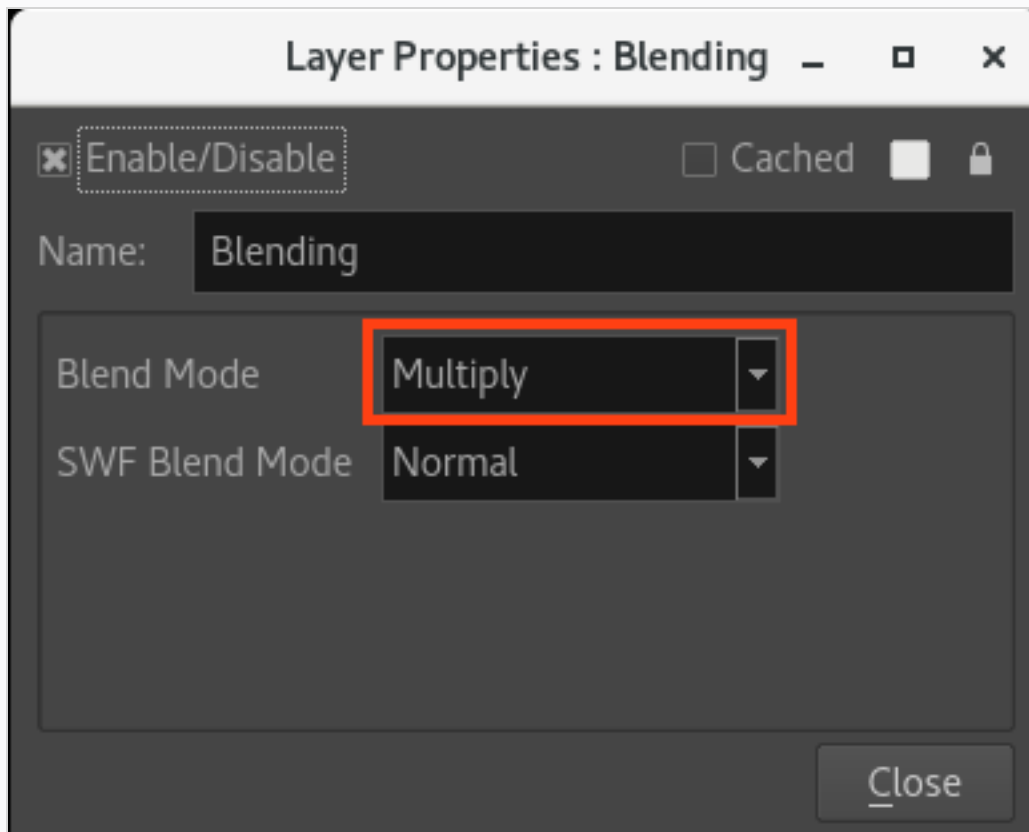 Layer Properties : Blending
Enable/Disable Cached
Name: Blending
Blend Mode Multiply
SWF Blend Mode Normal
Close